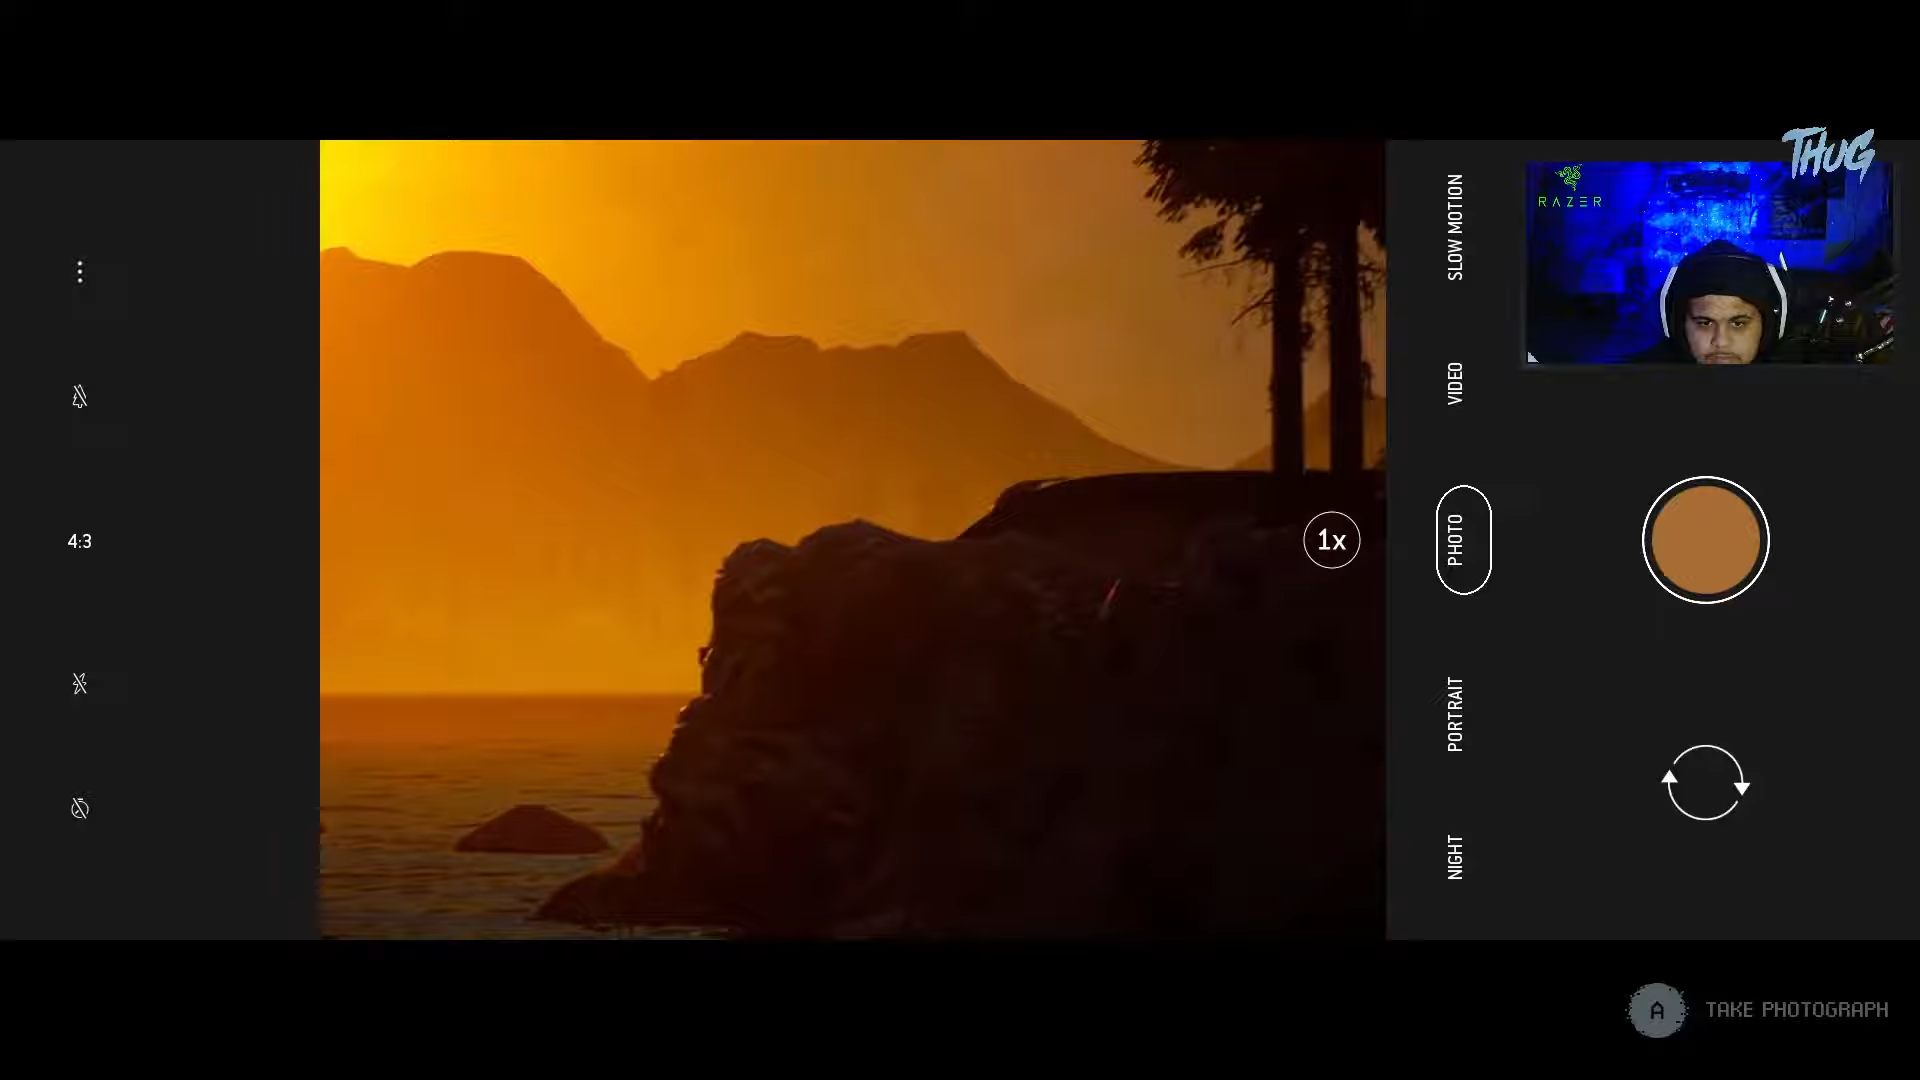 THUG
RAZER
SLOW MOTION
VIDEO
4:3
1x
PHOTO
PORTRAIT
NIGHT
A TAKE PHOTOGRAPH